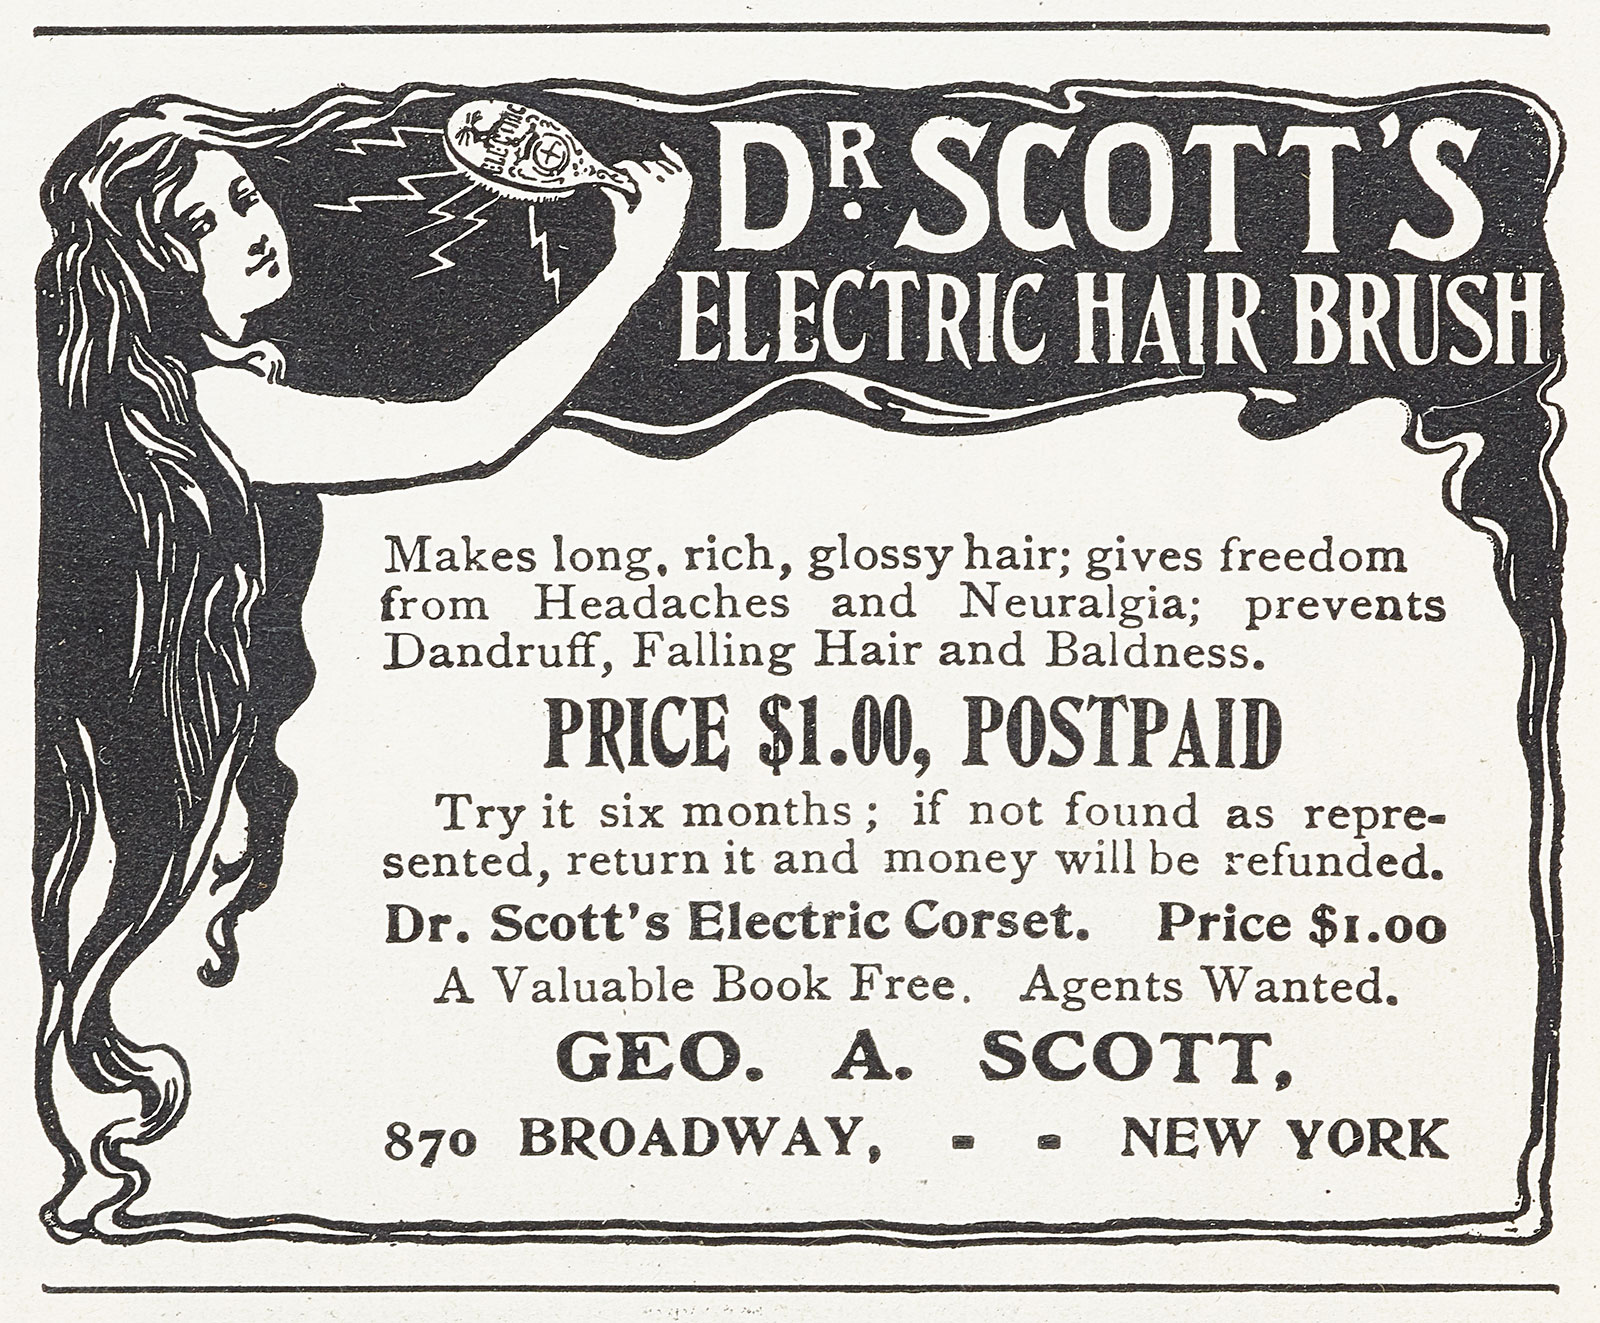 ELECTRIC
DR. SCOTT'S
ELECTRIC HAIR BRUSH
Makes long, rich, glossy hair; gives freedom
from Headaches and Neuralgia; prevents
Dandruff, Falling Hair and Baldness.
PRICE $1.00, POSTPAID
Try it six months; if not found as repre-
sented, return it and money will be refunded.
Dr. Scott's Electric Corset. Price $1.00
A Valuable Book Free. Agents Wanted.
GEO. A. SCOTT,
870 BROADWAY, - - NEW YORK